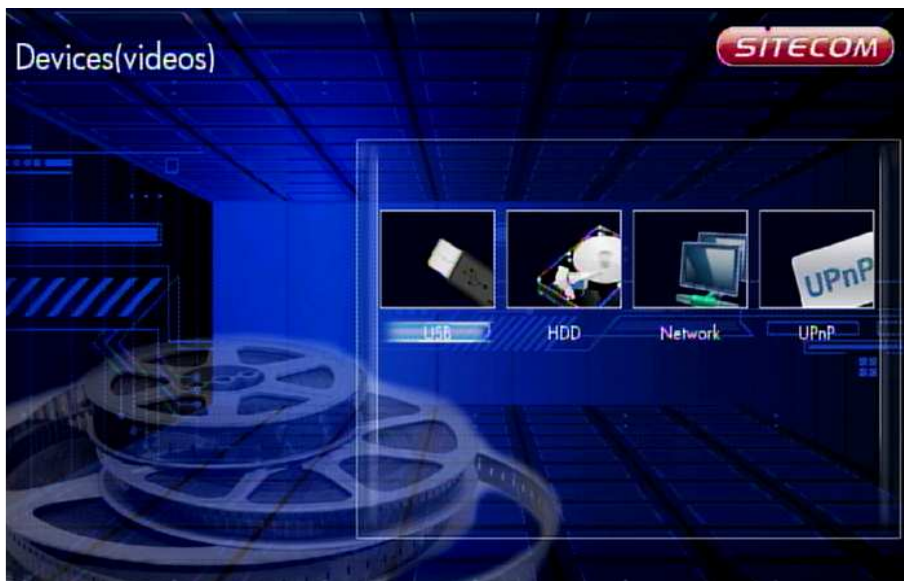 Devices(videos)
SITECOM
UPnP
USB
HDD
Network
UPnP